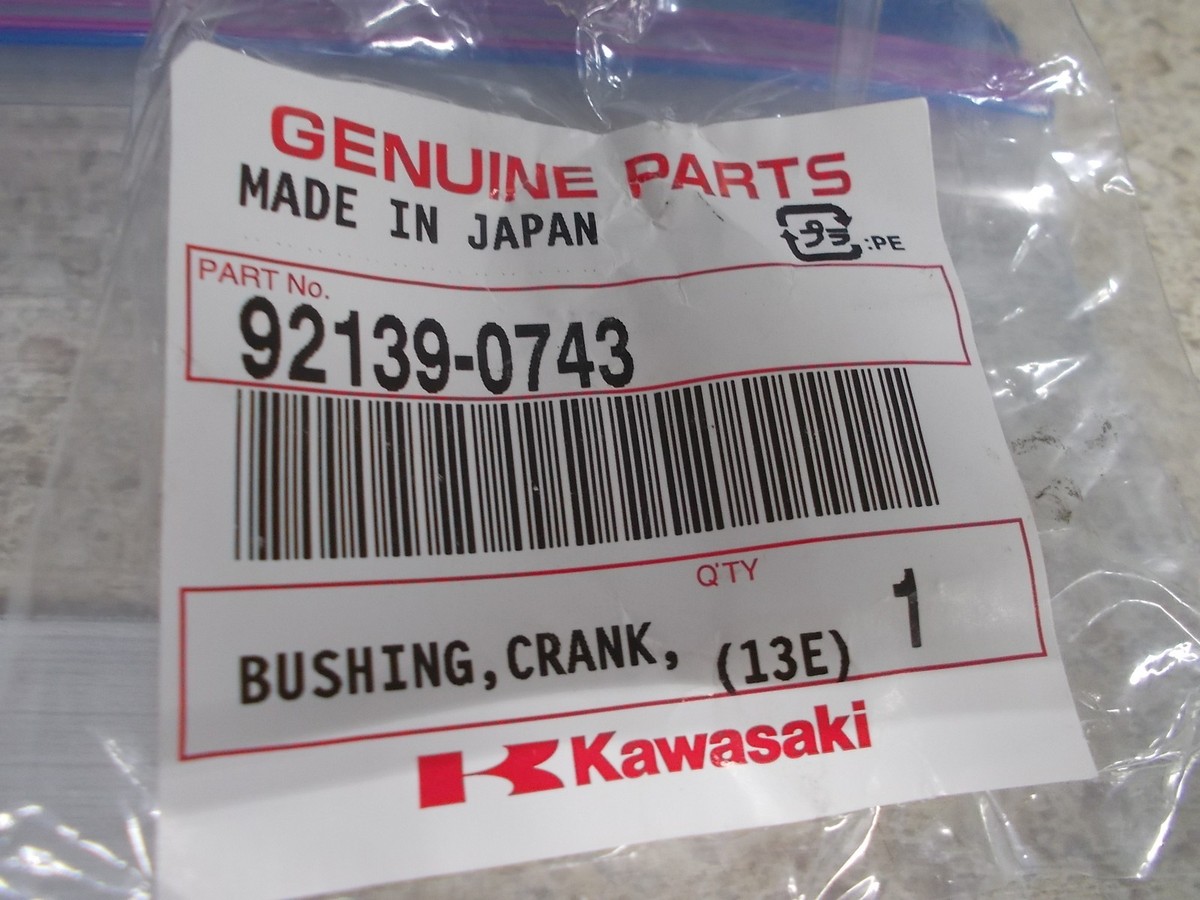 GENUINE PARTS
MADE IN JAPAN
プラ :PE
PART No.
92139-0743
Q'TY
BUSHING,CRANK, (13E) 1
Kawasaki